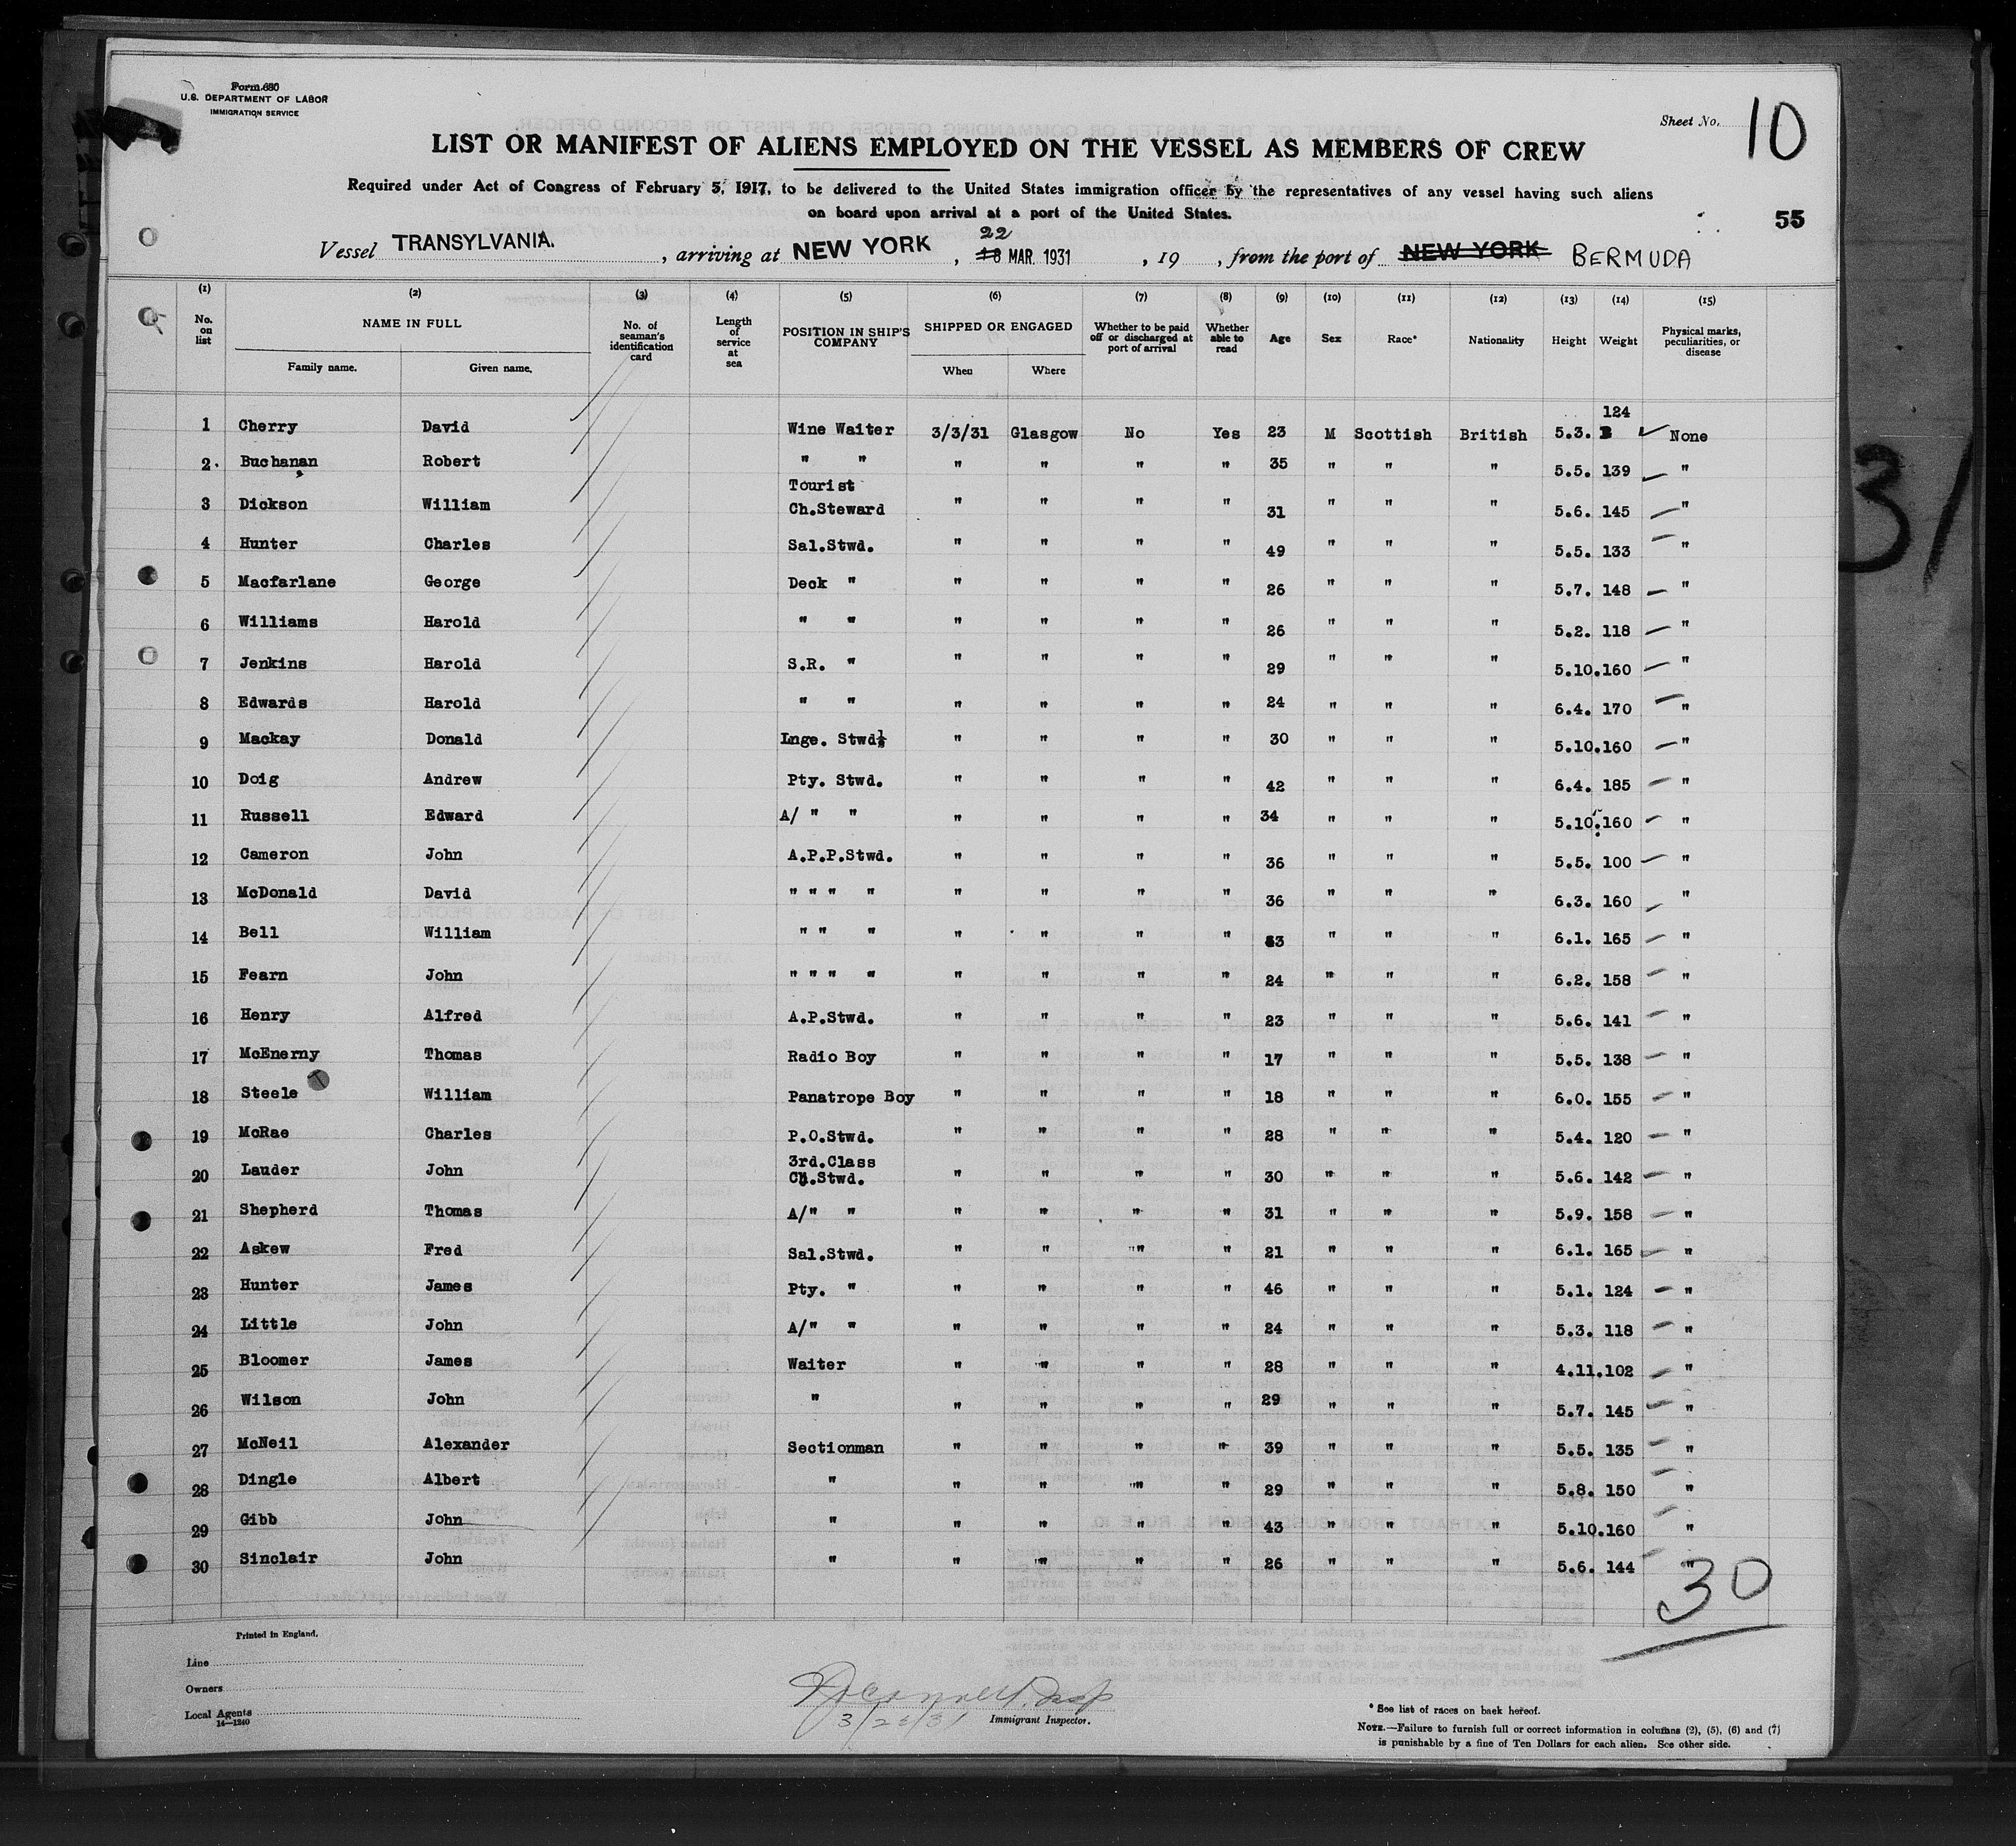 Form 680
U.S. DEPARTMENT OF LABOR
IMMIGRATION SERVICE
Sheet No. 10
LIST OR MANIFEST OF ALIENS EMPLOYED ON THE VESSEL AS MEMBERS OF CREW
Required under Act of Congress of February 5, 1917, to be delivered to the United States immigration officer by the representatives of any vessel having such aliens
on board upon arrival at a port of the United States.
55
Vessel TRANSYLVANIA. , arriving at NEW YORK , 22 18 MAR. 1931 , 19 , from the port of NEW YORK BERMUDA
(1) (2) (3) (4) (5) (6) (7) (8) (9) (10) (11) (12) (13) (14) (15)
No. on list NAME IN FULL Family name. Given name. No. of seaman's identification card Length of service at sea POSITION IN SHIP'S COMPANY SHIPPED OR ENGAGED When Where Whether to be paid off or discharged at port of arrival Whether able to read Age Sex Race* Nationality Height Weight Physical marks, peculiarities, or disease
1 Cherry David Wine Waiter 3/3/31 Glasgow No Yes 23 M Scottish British 5.3. 124 None
2. Buchanan Robert " " " " " " 35 " " " 5.5. 139 "
3 Dickson William Tourist Ch.Steward " " " " 31 " " " 5.6. 145 "
4 Hunter Charles Sal.Stwd. " " " " 49 " " " 5.5. 133 "
5 Macfarlane George Deck " " " " " 26 " " " 5.7. 148 "
6 Williams Harold " " " " " " 26 " " " 5.2. 118 "
7 Jenkins Harold S.R. " " " " " 29 " " " 5.10. 160 "
8 Edwards Harold " " " " " " 24 " " " 6.4. 170 "
9 Mackay Donald Lnge. Stwd. " " " " 30 " " " 5.10. 160 "
10 Doig Andrew Pty. Stwd. " " " " 42 " " " 6.4. 185 "
11 Russell Edward A/ " " " " " " 34 " " " 5.10. 160 "
12 Cameron John A.P.P.Stwd. " " " " 36 " " " 5.5. 100 "
13 McDonald David " " " " " " " " 36 " " " 6.3. 160 "
14 Bell William " " " " " " " 33 " " " 6.1. 165 "
15 Fearn John " " " " " " " " 24 " " " 6.2. 158 "
16 Henry Alfred A.P.Stwd. " " " " 23 " " " 5.6. 141 "
17 McEnerny Thomas Radio Boy " " " " 17 " " " 5.5. 138 "
18 Steele William Panatrope Boy " " " " 18 " " " 6.0. 155 "
19 McRae Charles P.O.Stwd. " " " " 28 " " " 5.4. 120 "
20 Lauder John 3rd.Class Ch.Stwd. " " " " 30 " " " 5.6. 142 "
21 Shepherd Thomas A/" " " " " " 31 " " " 5.9. 158 "
22 Askew Fred Sal.Stwd. " " " " 21 " " " 6.1. 165 "
23 Hunter James Pty. " " " " " 46 " " " 5.1. 124 "
24 Little John A/" " " " " " 24 " " " 5.3. 118 "
25 Bloomer James Waiter " " " " 28 " " " 4.11. 102 "
26 Wilson John " " " " " 29 " " " 5.7. 145 "
27 McNeil Alexander Sectionman " " " " 39 " " " 5.5. 135 "
28 Dingle Albert " " " " " 29 " " " 5.8. 150 "
29 Gibb John " " " " " 43 " " " 5.10. 160 "
30 Sinclair John " " " " " 26 " " " 5.6. 144 "
30
31
Printed in England.
Line
Owners
Local Agents
14—1240
Immigrant Inspector.
* See list of races on back hereof.
NOTE.—Failure to furnish full or correct information in columns (2), (5), (6) and (7)
is punishable by a fine of Ten Dollars for each alien. See other side.